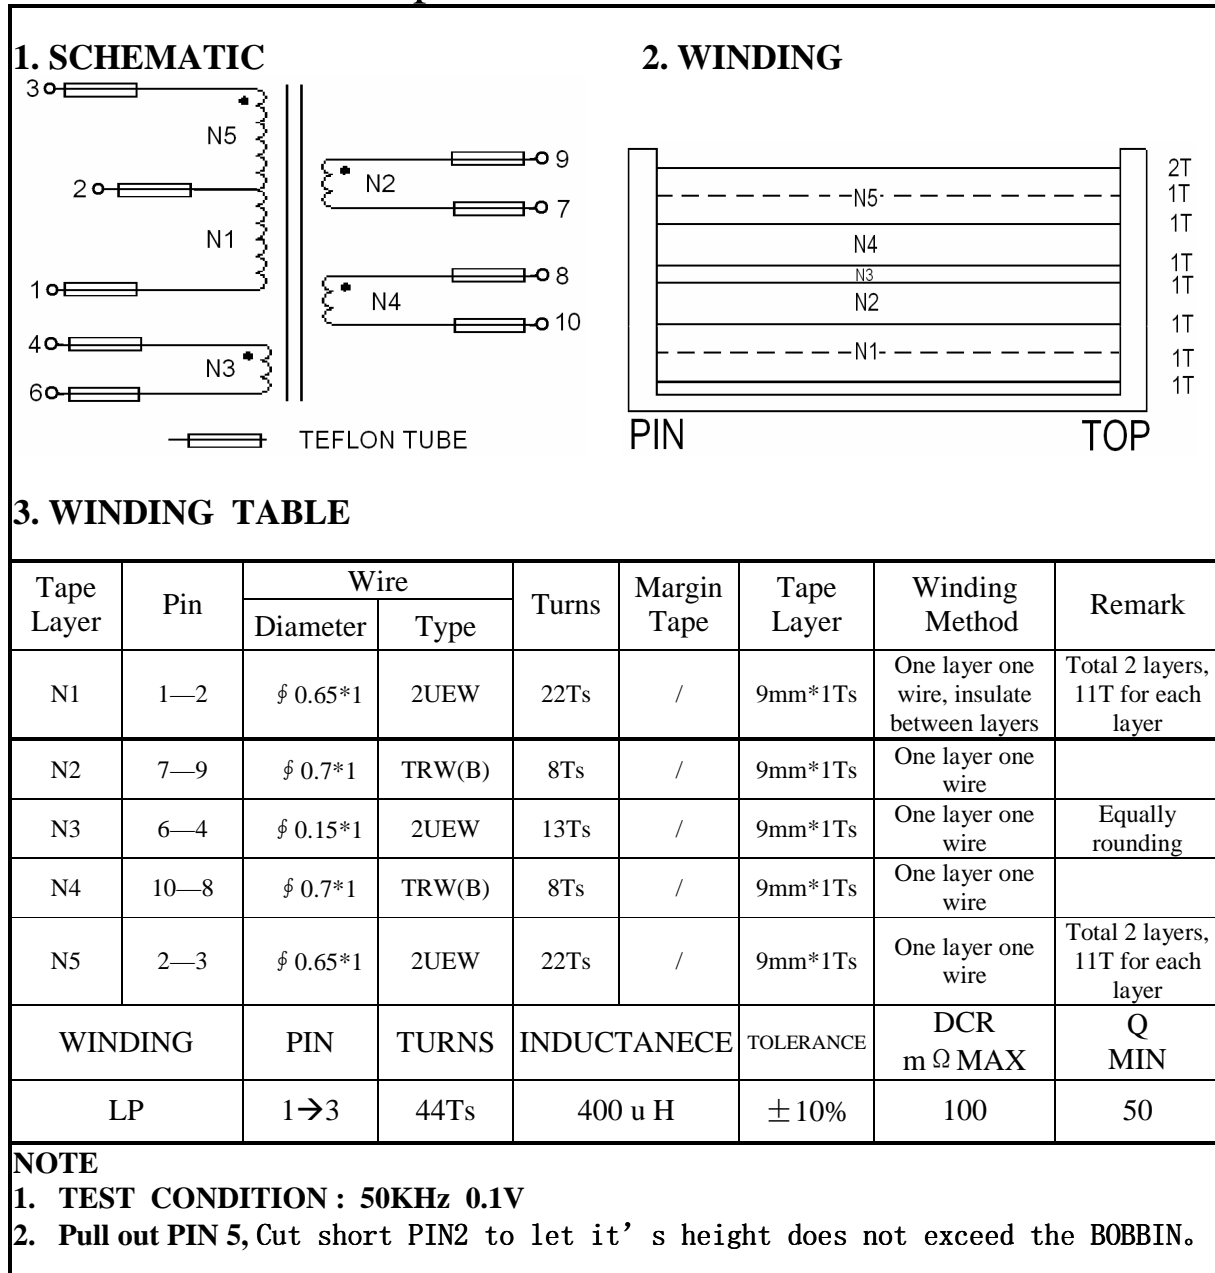 1. SCHEMATIC
2. WINDING
3
N5
2
N1
1
4
N3
6
N2
9
7
N4
8
10
TEFLON TUBE
N5
N4
N3
N2
N1
2T
1T
1T
1T
1T
1T
1T
1T
PIN
TOP
3. WINDING TABLE
Tape
Layer
Pin
Wire
Diameter
Type
Turns
Margin
Tape
Tape
Layer
Winding
Method
Remark
N1
1—2
∮0.65*1
2UEW
22Ts
/
9mm*1Ts
One layer one
wire, insulate
between layers
Total 2 layers,
11T for each
layer
N2
7—9
∮0.7*1
TRW(B)
8Ts
/
9mm*1Ts
One layer one
wire
N3
6—4
∮0.15*1
2UEW
13Ts
/
9mm*1Ts
One layer one
wire
Equally
rounding
N4
10—8
∮0.7*1
TRW(B)
8Ts
/
9mm*1Ts
One layer one
wire
N5
2—3
∮0.65*1
2UEW
22Ts
/
9mm*1Ts
One layer one
wire
Total 2 layers,
11T for each
layer
WINDING
PIN
TURNS
INDUCTANECE
TOLERANCE
DCR
mΩMAX
Q
MIN
LP
1→3
44Ts
400 u H
±10%
100
50
NOTE
1. TEST CONDITION : 50KHz 0.1V
2. Pull out PIN 5, Cut short PIN2 to let it’s height does not exceed the BOBBIN。